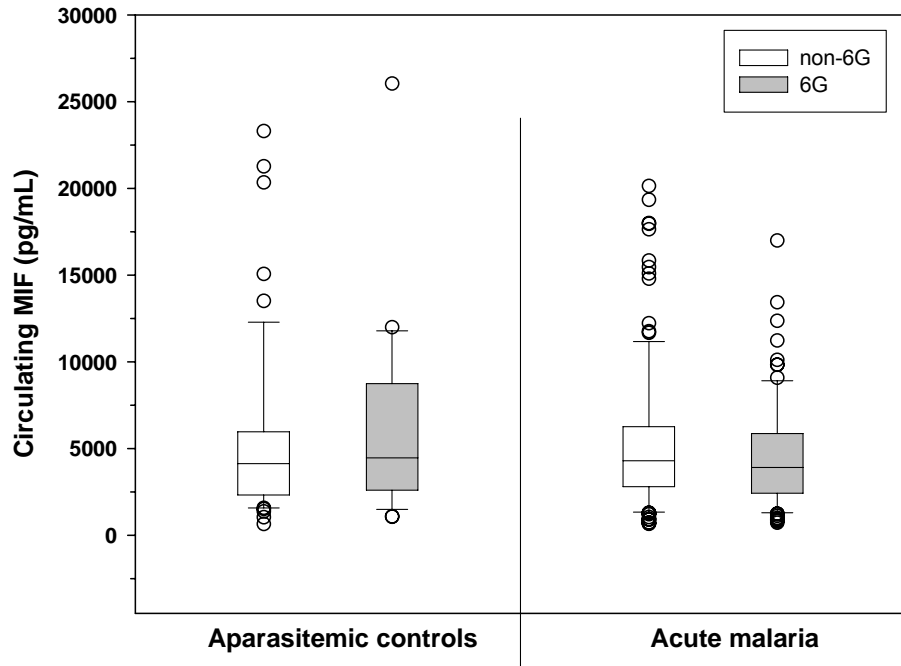 30000
25000
20000
15000
10000
5000
0
Circulating MIF (pg/mL)
non-6G
6G
Aparasitemic controls
Acute malaria